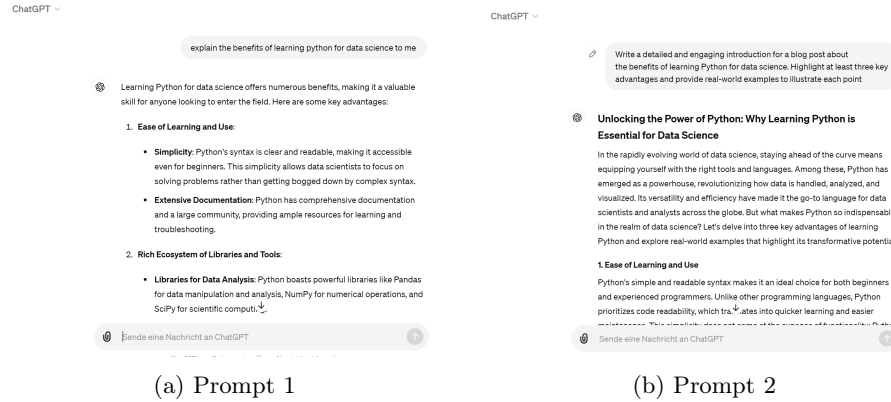 ChatGPT
explain the benefits of learning python for data science to me
Learning Python for data science offers numerous benefits, making it a valuable
skill for anyone looking to enter the field. Here are some key advantages:
1. Ease of Learning and Use:
• Simplicity: Python's syntax is clear and readable, making it accessible
even for beginners. This simplicity allows data scientists to focus on
solving problems rather than getting bogged down by complex syntax.
• Extensive Documentation: Python has comprehensive documentation
and a large community, providing ample resources for learning and
troubleshooting.
2. Rich Ecosystem of Libraries and Tools:
• Libraries for Data Analysis: Python boasts powerful libraries like Pandas
for data manipulation and analysis, NumPy for numerical operations, and
SciPy for scientific computi
Sende eine Nachricht an ChatGPT
(a) Prompt 1
ChatGPT
Write a detailed and engaging introduction for a blog post about
the benefits of learning Python for data science. Highlight at least three key
advantages and provide real-world examples to illustrate each point
Unlocking the Power of Python: Why Learning Python is
Essential for Data Science
In the rapidly evolving world of data science, staying ahead of the curve means
equipping yourself with the right tools and languages. Among these, Python has
emerged as a powerhouse, revolutionizing how data is handled, analyzed, and
visualized. Its versatility and efficiency have made it the go-to language for data
scientists and analysts across the globe. But what makes Python so indispensabl
in the realm of data science? Let's delve into three key advantages of learning
Python and explore real-world examples that highlight its transformative potentia
1. Ease of Learning and Use
Python's simple and readable syntax makes it an ideal choice for both beginners
and experienced programmers. Unlike other programming languages, Python
prioritizes code readability, which tra ates into quicker learning and easier
Sende eine Nachricht an ChatGPT
(b) Prompt 2